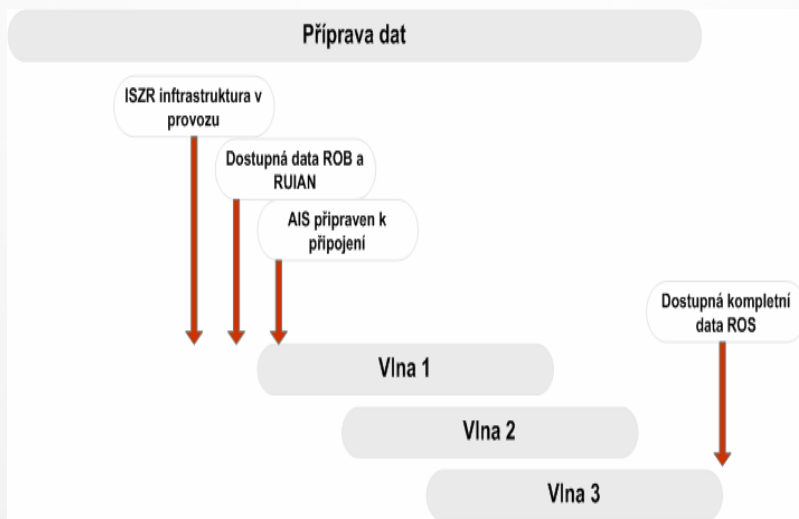 Příprava dat
ISZR inftrastruktura v
provozu
Dostupná data ROB a
RUIAN
AIS připraven k
připojení
Dostupná kompletní
data ROS
Vlna 1
Vlna 2
Vlna 3